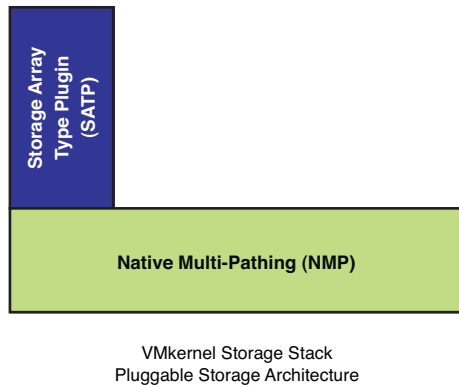 Storage Array
Type Plugin
(SATP)
Native Multi-Pathing (NMP)
VMkernel Storage Stack
Pluggable Storage Architecture